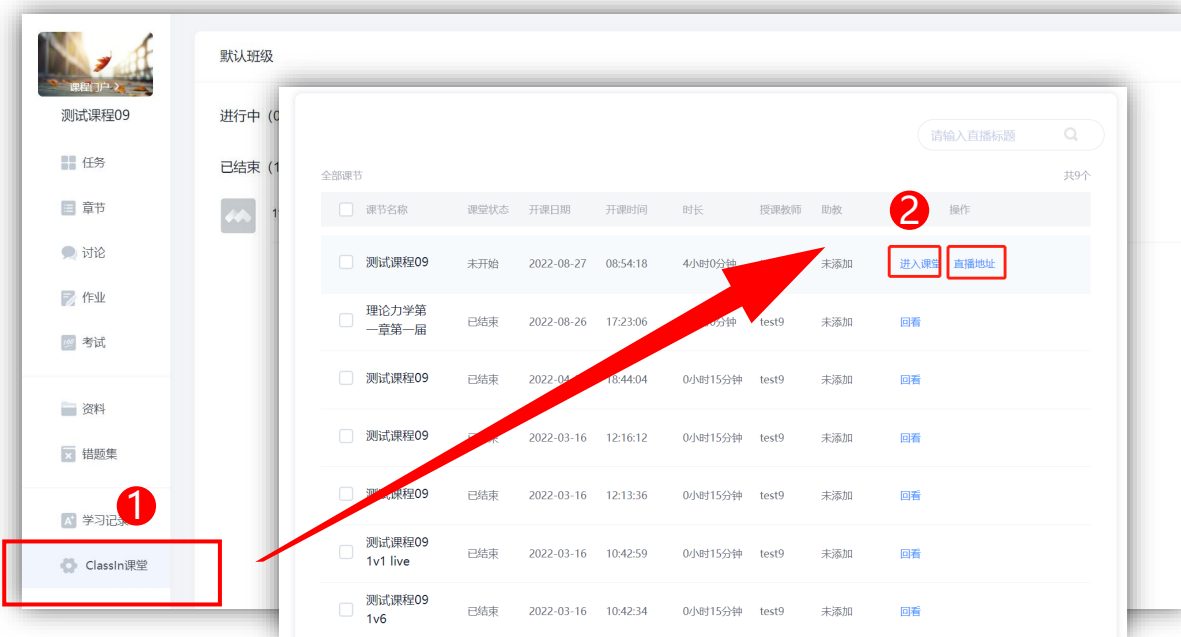 课程门户
测试课程09
任务
章节
讨论
作业
考试
资料
错题集
学习记录
1
ClassIn课堂
默认班级
进行中
已结束
请输入直播标题
全部课节 共9个
2
课节名称 课堂状态 开课日期 开课时间 时长 授课教师 助教 操作
测试课程09 未开始 2022-08-27 08:54:18 4小时0分钟 未添加 进入课堂 直播地址
理论力学第
一章第一届 已结束 2022-08-26 17:23:06 未添加 回看
测试课程09 已结束 18:44:04 0小时15分钟 test9 未添加 回看
测试课程09 2022-03-16 12:16:12 0小时15分钟 test9 未添加 回看
测试课程09 已结束 2022-03-16 12:13:36 0小时15分钟 test9 未添加 回看
测试课程09
1v1 live 已结束 2022-03-16 10:42:59 0小时15分钟 test9 未添加 回看
测试课程09
1v6 已结束 2022-03-16 10:42:34 0小时15分钟 test9 未添加 回看